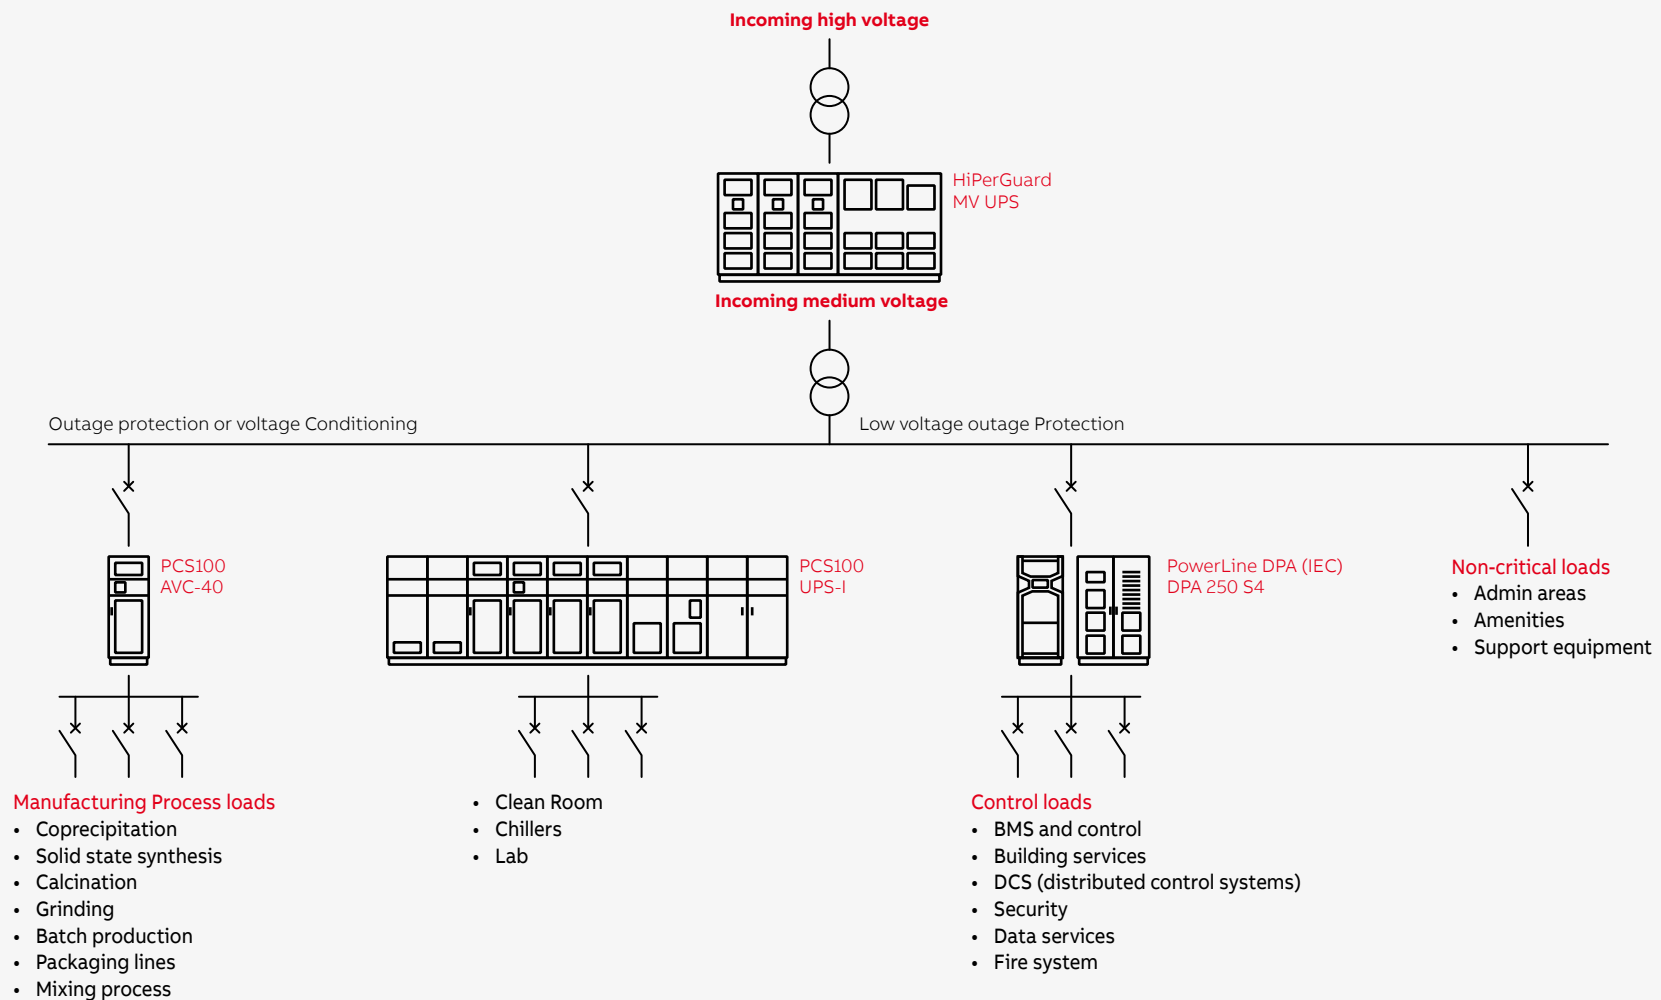 Incoming high voltage
HiPerGuard
MV UPS
Incoming medium voltage
Outage protection or voltage Conditioning
Low voltage outage Protection
PCS100
AVC-40
PCS100
UPS-I
PowerLine DPA (IEC)
DPA 250 S4
Non-critical loads
• Admin areas
• Amenities
• Support equipment
Manufacturing Process loads
• Coprecipitation
• Solid state synthesis
• Calcination
• Grinding
• Batch production
• Packaging lines
• Mixing process
• Clean Room
• Chillers
• Lab
Control loads
• BMS and control
• Building services
• DCS (distributed control systems)
• Security
• Data services
• Fire system